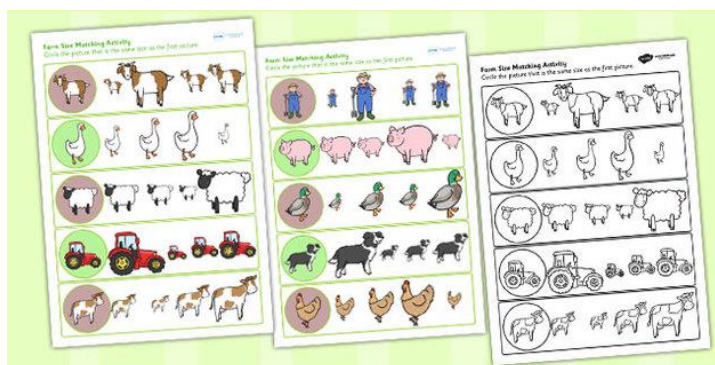 Farm Size Matching Activity
Circle the picture that is the same size as the first picture.
Farm Size Matching Activity
Circle the picture that is the same size as the first picture.
Farm Size Matching Activity
Circle the picture that is the same size as the first picture.